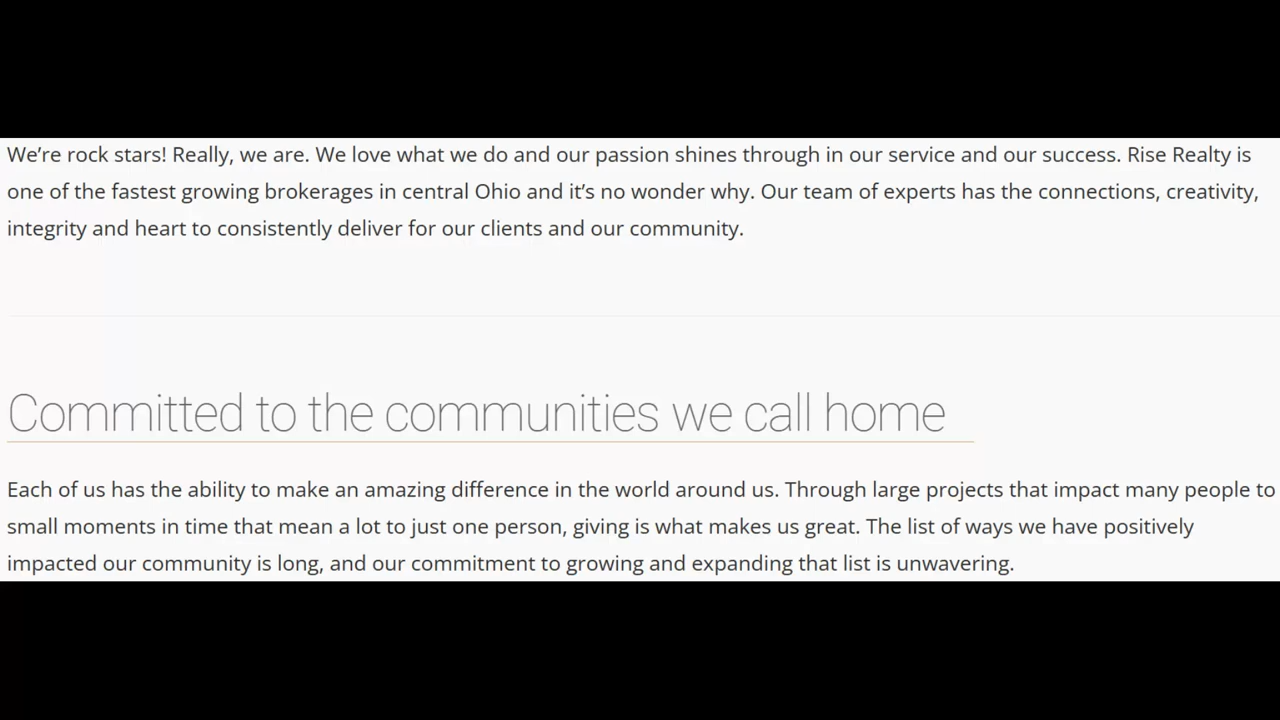 We’re rock stars! Really, we are. We love what we do and our passion shines through in our service and our success. Rise Realty is
one of the fastest growing brokerages in central Ohio and it’s no wonder why. Our team of experts has the connections, creativity,
integrity and heart to consistently deliver for our clients and our community.
Committed to the communities we call home
Each of us has the ability to make an amazing difference in the world around us. Through large projects that impact many people to
small moments in time that mean a lot to just one person, giving is what makes us great. The list of ways we have positively
impacted our community is long, and our commitment to growing and expanding that list is unwavering.